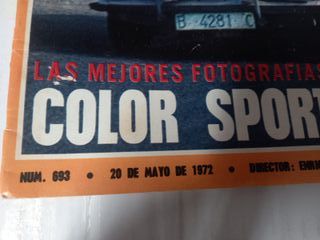 B 4281 C
LAS MEJORES FOTOGRAFIAS
COLOR SPORT
NUM. 693 • 20 DE MAYO DE 1972 • DIRECTOR: